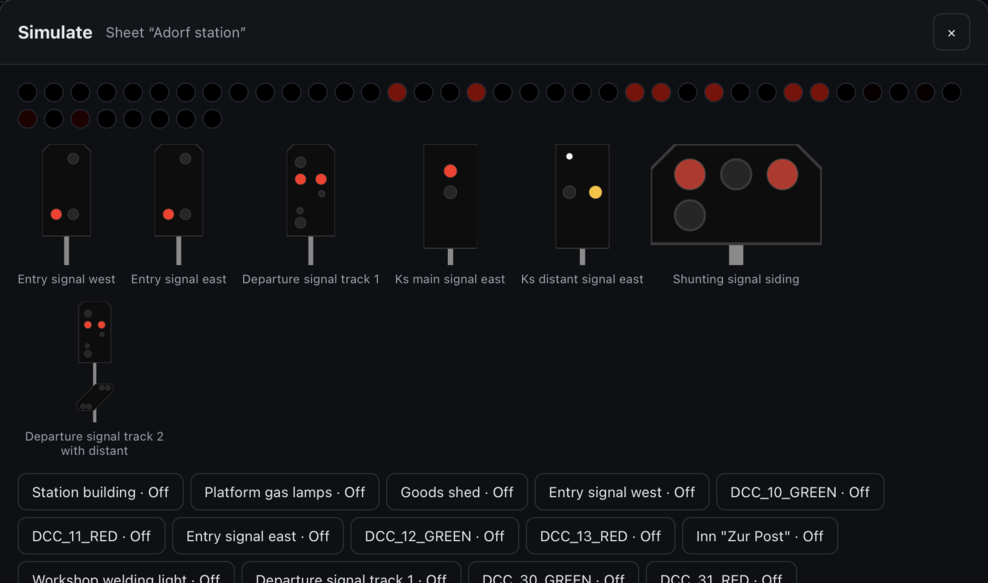 Simulate Sheet “Adorf station” ×
Entry signal west Entry signal east Departure signal track 1 Ks main signal east Ks distant signal east Shunting signal siding
Departure signal track 2
with distant
Station building · Off Platform gas lamps · Off Goods shed · Off Entry signal west · Off DCC_10_GREEN · Off
DCC_11_RED · Off Entry signal east · Off DCC_12_GREEN · Off DCC_13_RED · Off Inn "Zur Post" · Off
Workshop welding light · Off Departure signal track 1 · Off DCC_30_GREEN · Off DCC_31_RED · Off